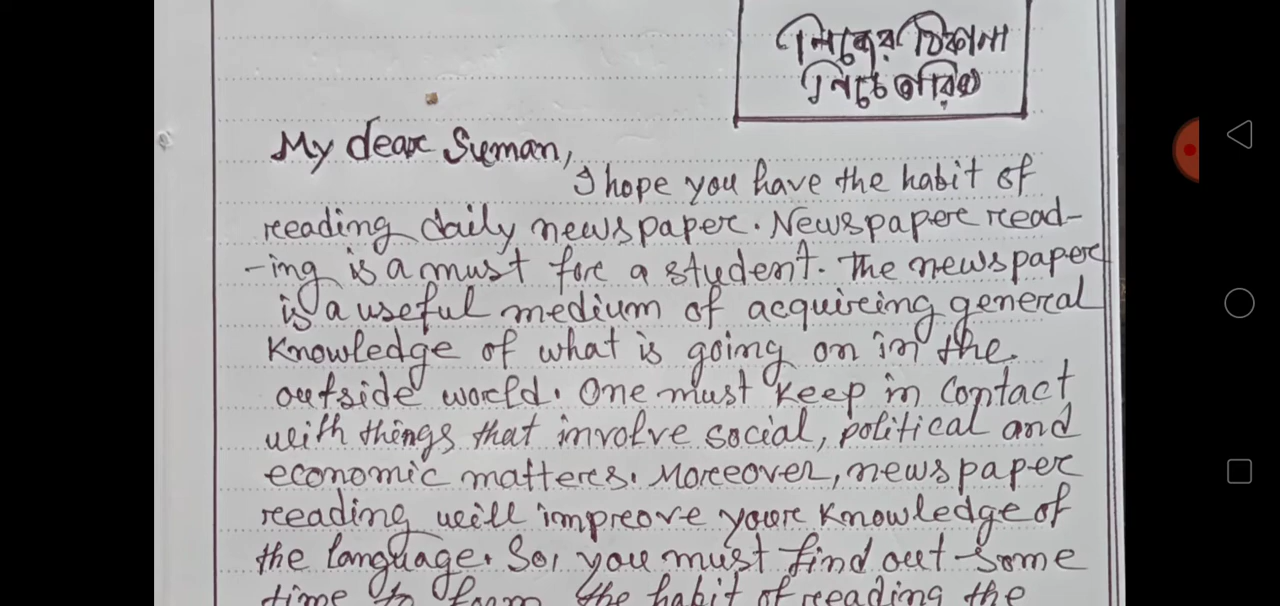 নিজের ঠিকানা
নিচে তারিখ
My dear Suman,
I hope you have the habit of
reading daily newspaper. Newspaper read-
-ing is a must for a student. The newspaper
is a useful medium of acquiring general
Knowledge of what is going on in the
outside world. One must keep in contact
with things that involve social, political and
economic matters. Moreover, newspaper
reading will improve your knowledge of
the language. So, you must find out some
time to form the habit of reading the